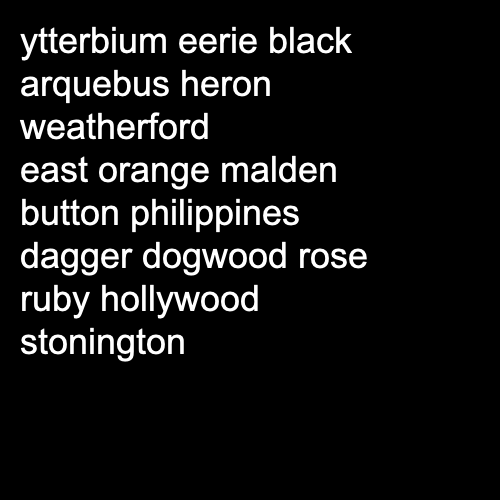 ytterbium eerie black
arquebus heron
weatherford
east orange malden
button philippines
dagger dogwood rose
ruby hollywood
stonington